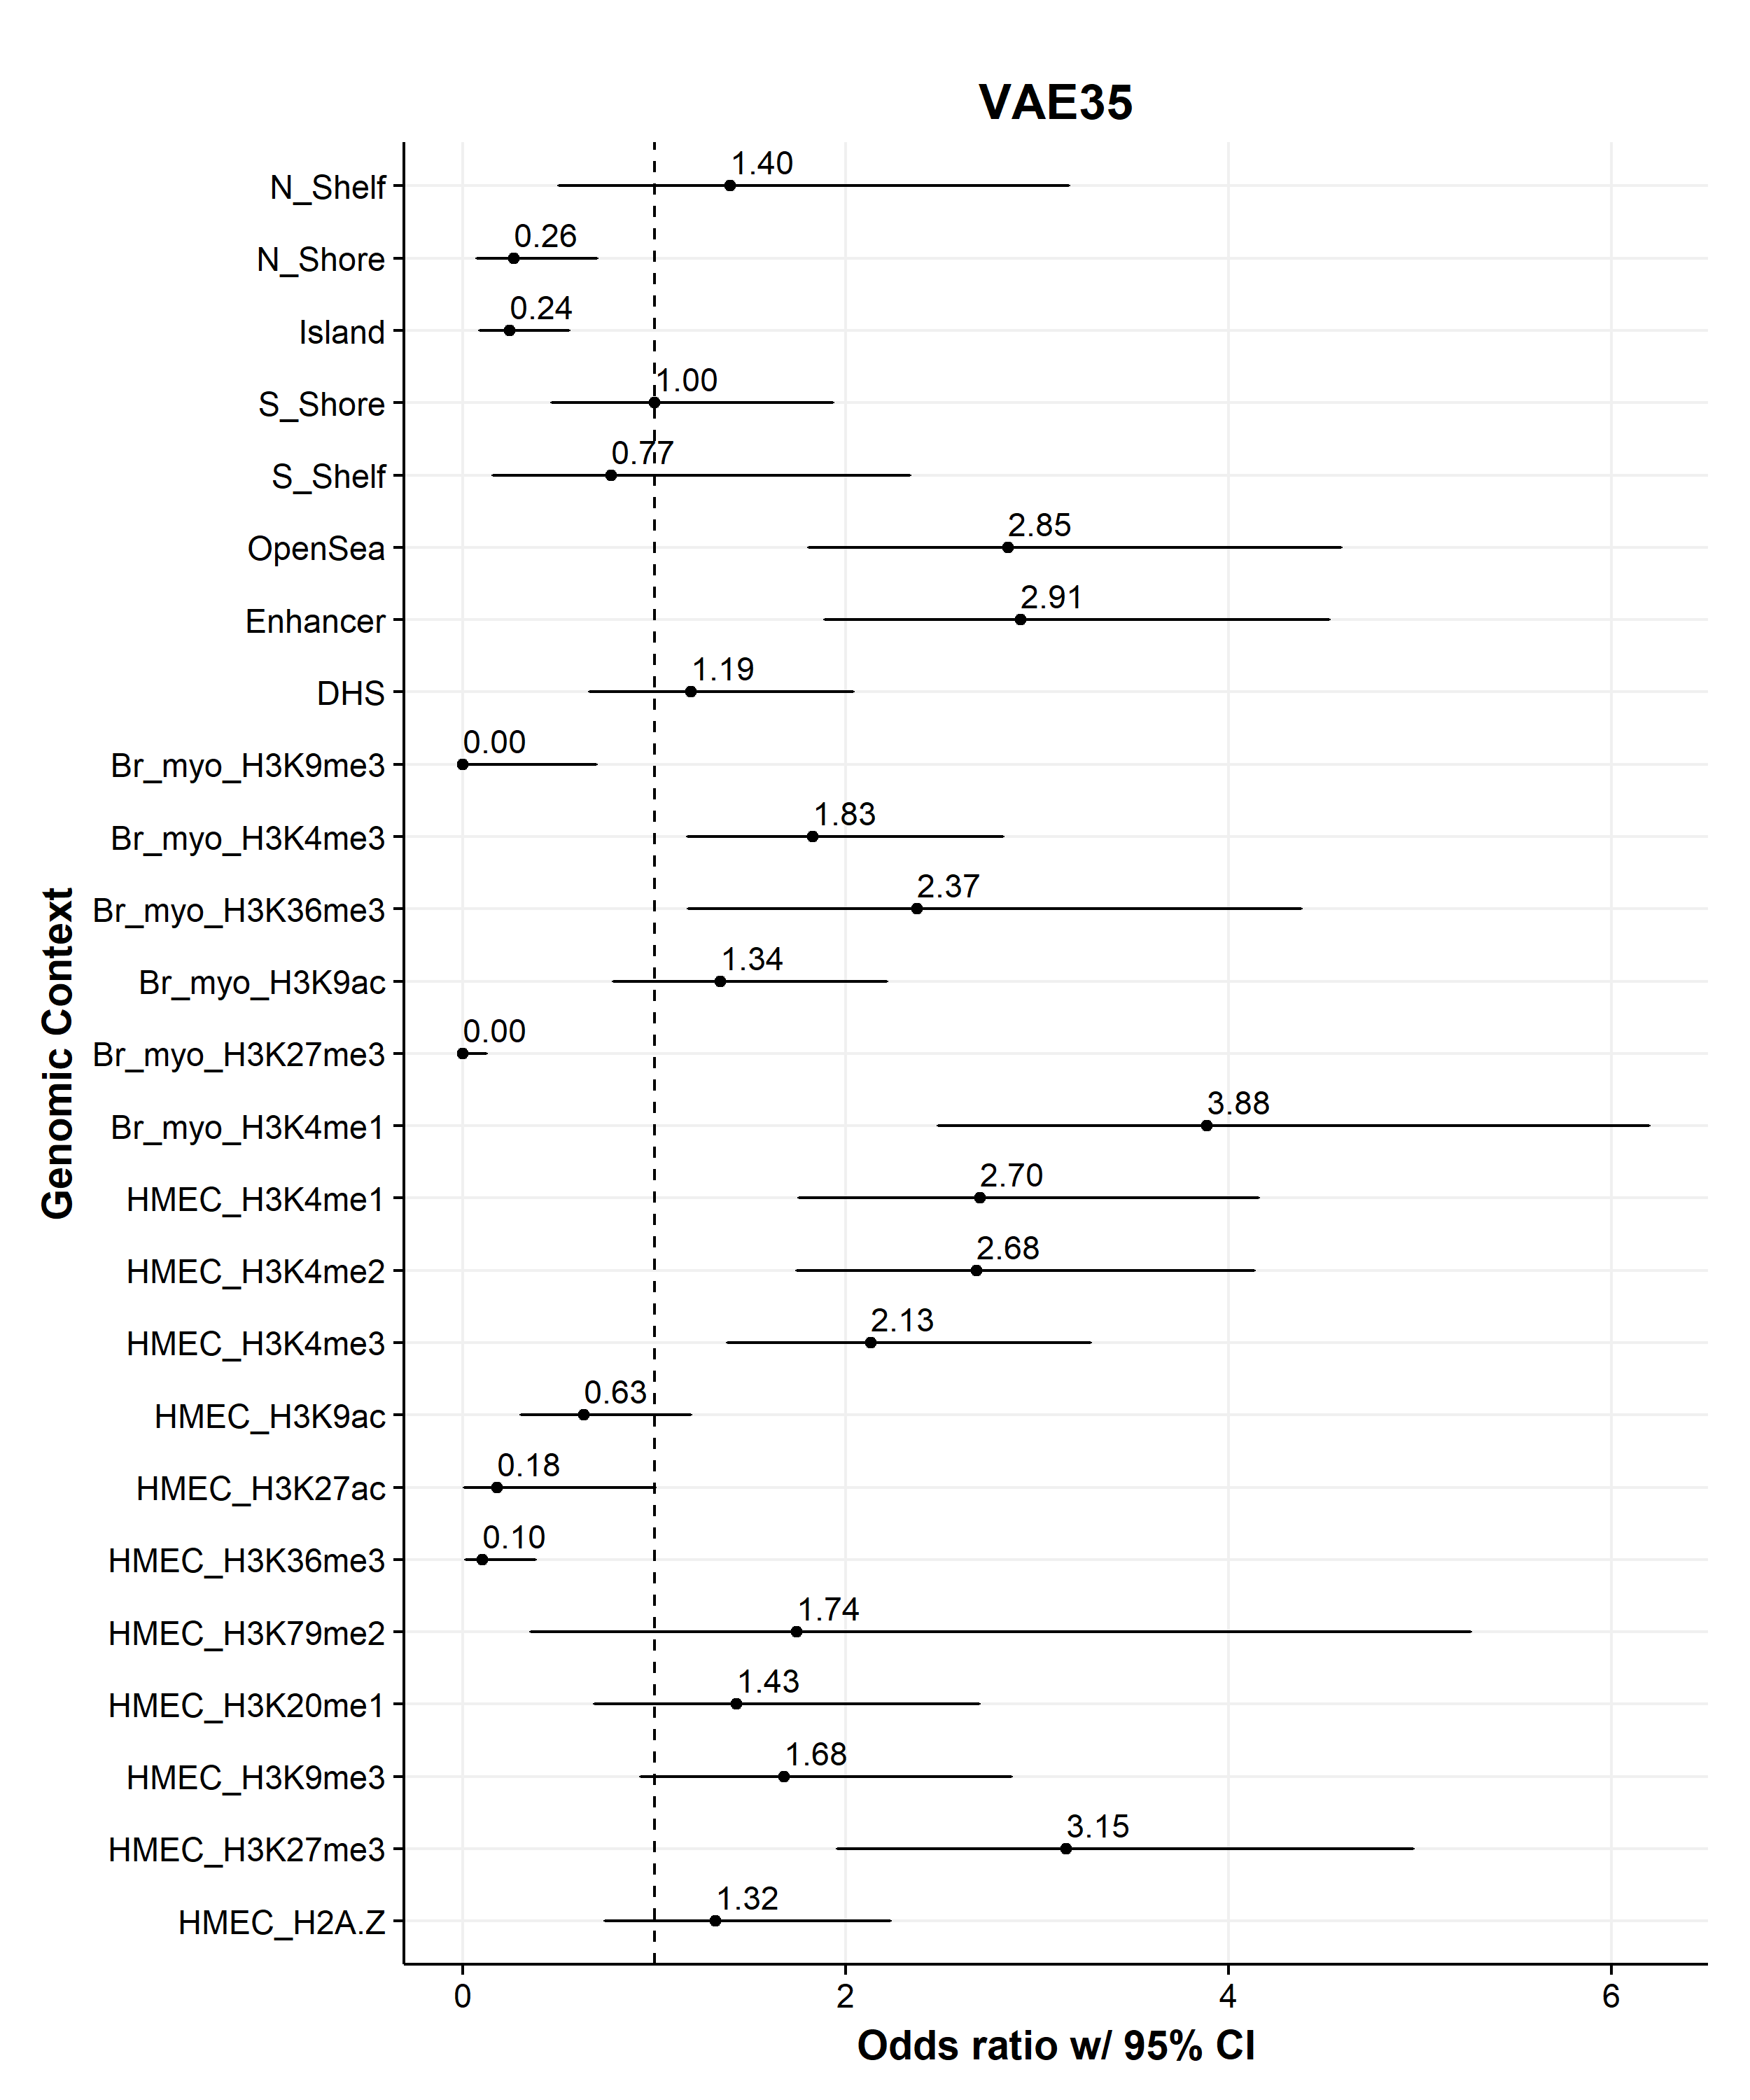 VAE35
N_Shelf 1.40
N_Shore 0.26
Island 0.24
S_Shore 1.00
S_Shelf 0.77
OpenSea 2.85
Enhancer 2.91
DHS 1.19
Br_myo_H3K9me3 0.00
Br_myo_H3K4me3 1.83
Br_myo_H3K36me3 2.37
Br_myo_H3K9ac 1.34
Br_myo_H3K27me3 0.00
Br_myo_H3K4me1 3.88
HMEC_H3K4me1 2.70
HMEC_H3K4me2 2.68
HMEC_H3K4me3 2.13
HMEC_H3K9ac 0.63
HMEC_H3K27ac 0.18
HMEC_H3K36me3 0.10
HMEC_H3K79me2 1.74
HMEC_H3K20me1 1.43
HMEC_H3K9me3 1.68
HMEC_H3K27me3 3.15
HMEC_H2A.Z 1.32
Genomic Context
0 2 4 6
Odds ratio w/ 95% CI